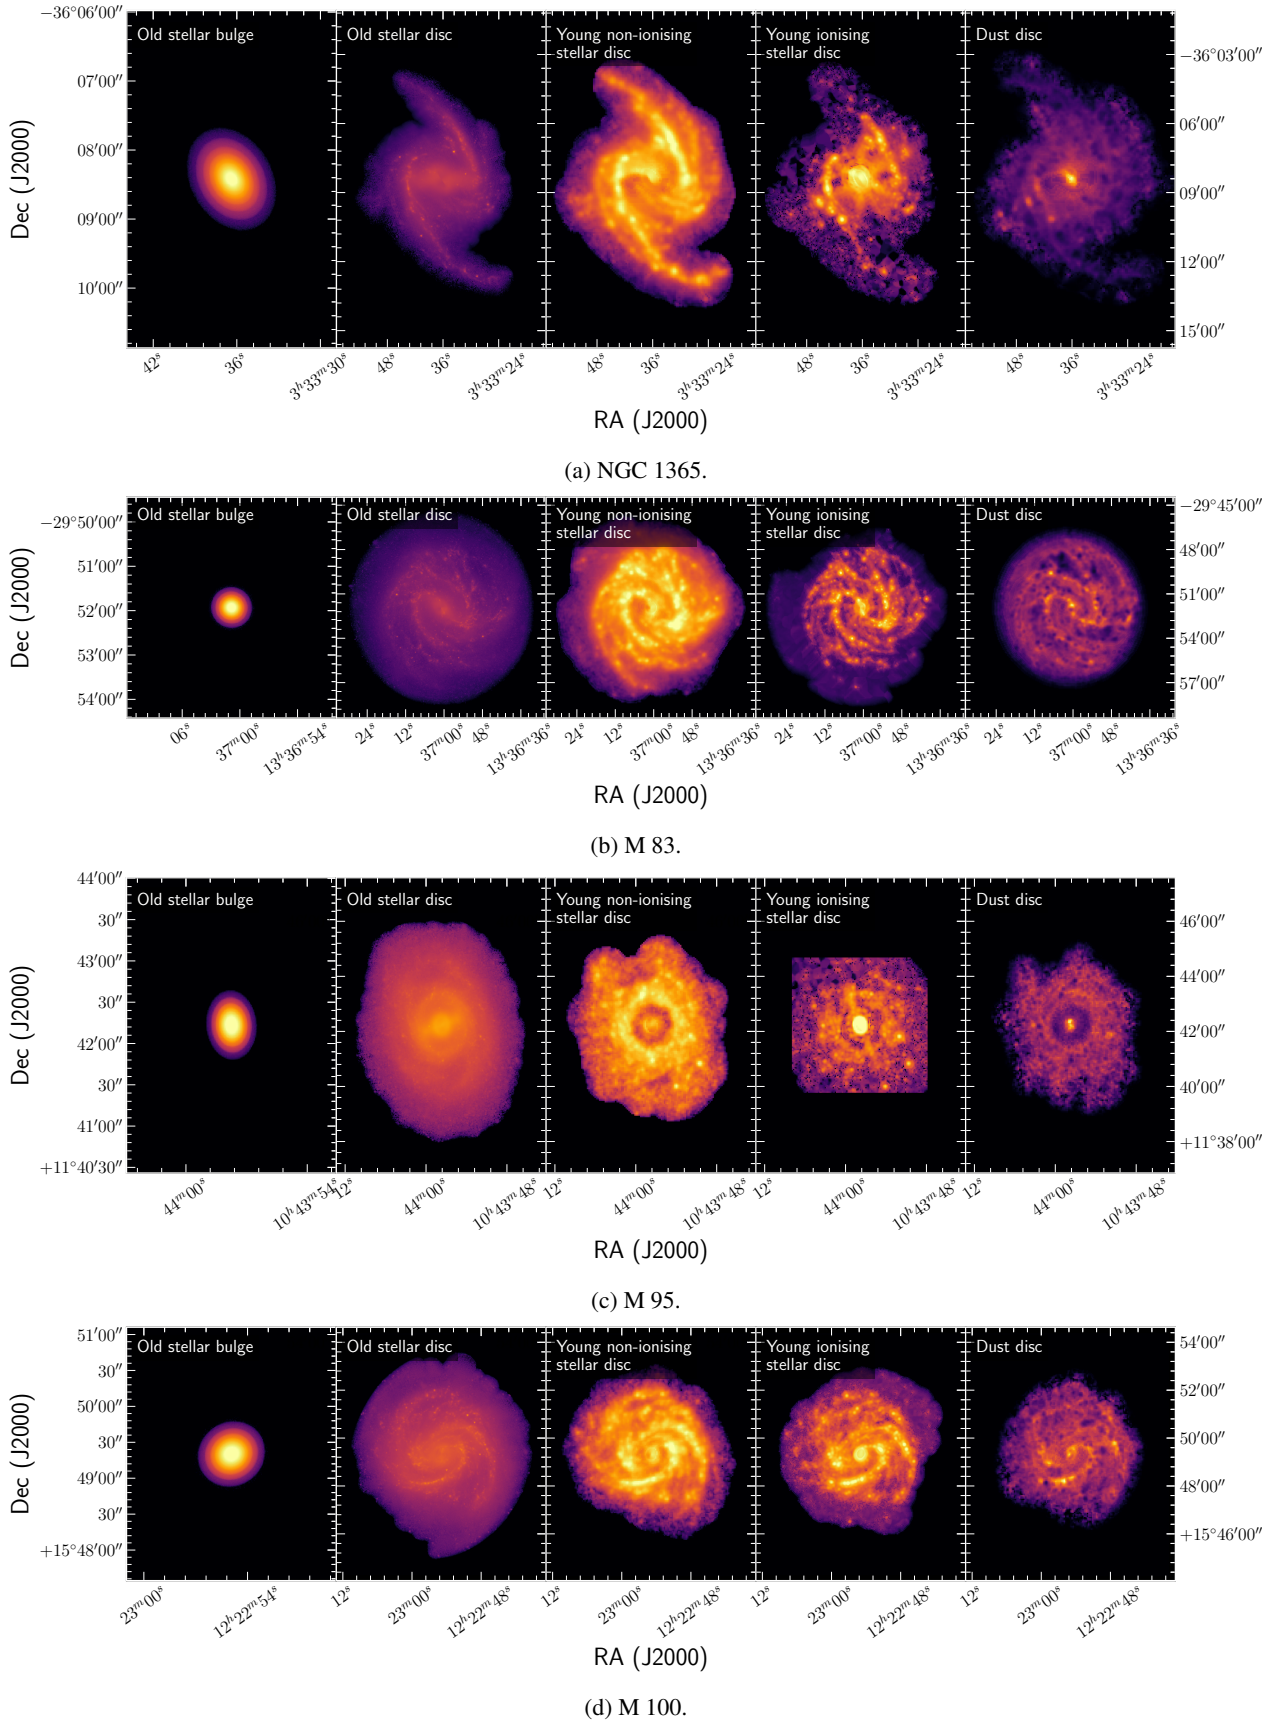 Old stellar bulge
Old stellar disc
Young non-ionising
stellar disc
Young ionising
stellar disc
Dust disc
−36°06′00″
07′00″
08′00″
09′00″
10′00″
Dec (J2000)
−36°03′00″
06′00″
09′00″
12′00″
15′00″
42ˢ
36ˢ
3ʰ33ᵐ30ˢ
48ˢ
36ˢ
3ʰ33ᵐ24ˢ
48ˢ
36ˢ
3ʰ33ᵐ24ˢ
48ˢ
36ˢ
3ʰ33ᵐ24ˢ
48ˢ
36ˢ
3ʰ33ᵐ24ˢ
RA (J2000)
(a) NGC 1365.
Old stellar bulge
Old stellar disc
Young non-ionising
stellar disc
Young ionising
stellar disc
Dust disc
−29°50′00″
51′00″
52′00″
53′00″
54′00″
Dec (J2000)
−29°45′00″
48′00″
51′00″
54′00″
57′00″
06ˢ
37ᵐ00ˢ
13ʰ36ᵐ54ˢ
24ˢ
12ˢ
37ᵐ00ˢ
48ˢ
13ʰ36ᵐ36ˢ
24ˢ
12ˢ
37ᵐ00ˢ
48ˢ
13ʰ36ᵐ36ˢ
24ˢ
12ˢ
37ᵐ00ˢ
48ˢ
13ʰ36ᵐ36ˢ
24ˢ
12ˢ
37ᵐ00ˢ
48ˢ
13ʰ36ᵐ36ˢ
RA (J2000)
(b) M 83.
Old stellar bulge
Old stellar disc
Young non-ionising
stellar disc
Young ionising
stellar disc
Dust disc
44′00″
30″
43′00″
30″
42′00″
30″
41′00″
+11°40′30″
Dec (J2000)
46′00″
44′00″
42′00″
40′00″
+11°38′00″
44ᵐ00ˢ
10ʰ43ᵐ54ˢ
12ˢ
44ᵐ00ˢ
10ʰ43ᵐ48ˢ
12ˢ
44ᵐ00ˢ
10ʰ43ᵐ48ˢ
12ˢ
44ᵐ00ˢ
10ʰ43ᵐ48ˢ
12ˢ
44ᵐ00ˢ
10ʰ43ᵐ48ˢ
RA (J2000)
(c) M 95.
Old stellar bulge
Old stellar disc
Young non-ionising
stellar disc
Young ionising
stellar disc
Dust disc
51′00″
30″
50′00″
30″
49′00″
30″
+15°48′00″
Dec (J2000)
54′00″
52′00″
50′00″
48′00″
+15°46′00″
23ᵐ00ˢ
12ʰ22ᵐ54ˢ
12ˢ
23ᵐ00ˢ
12ʰ22ᵐ48ˢ
12ˢ
23ᵐ00ˢ
12ʰ22ᵐ48ˢ
12ˢ
23ᵐ00ˢ
12ʰ22ᵐ48ˢ
12ˢ
23ᵐ00ˢ
12ʰ22ᵐ48ˢ
RA (J2000)
(d) M 100.